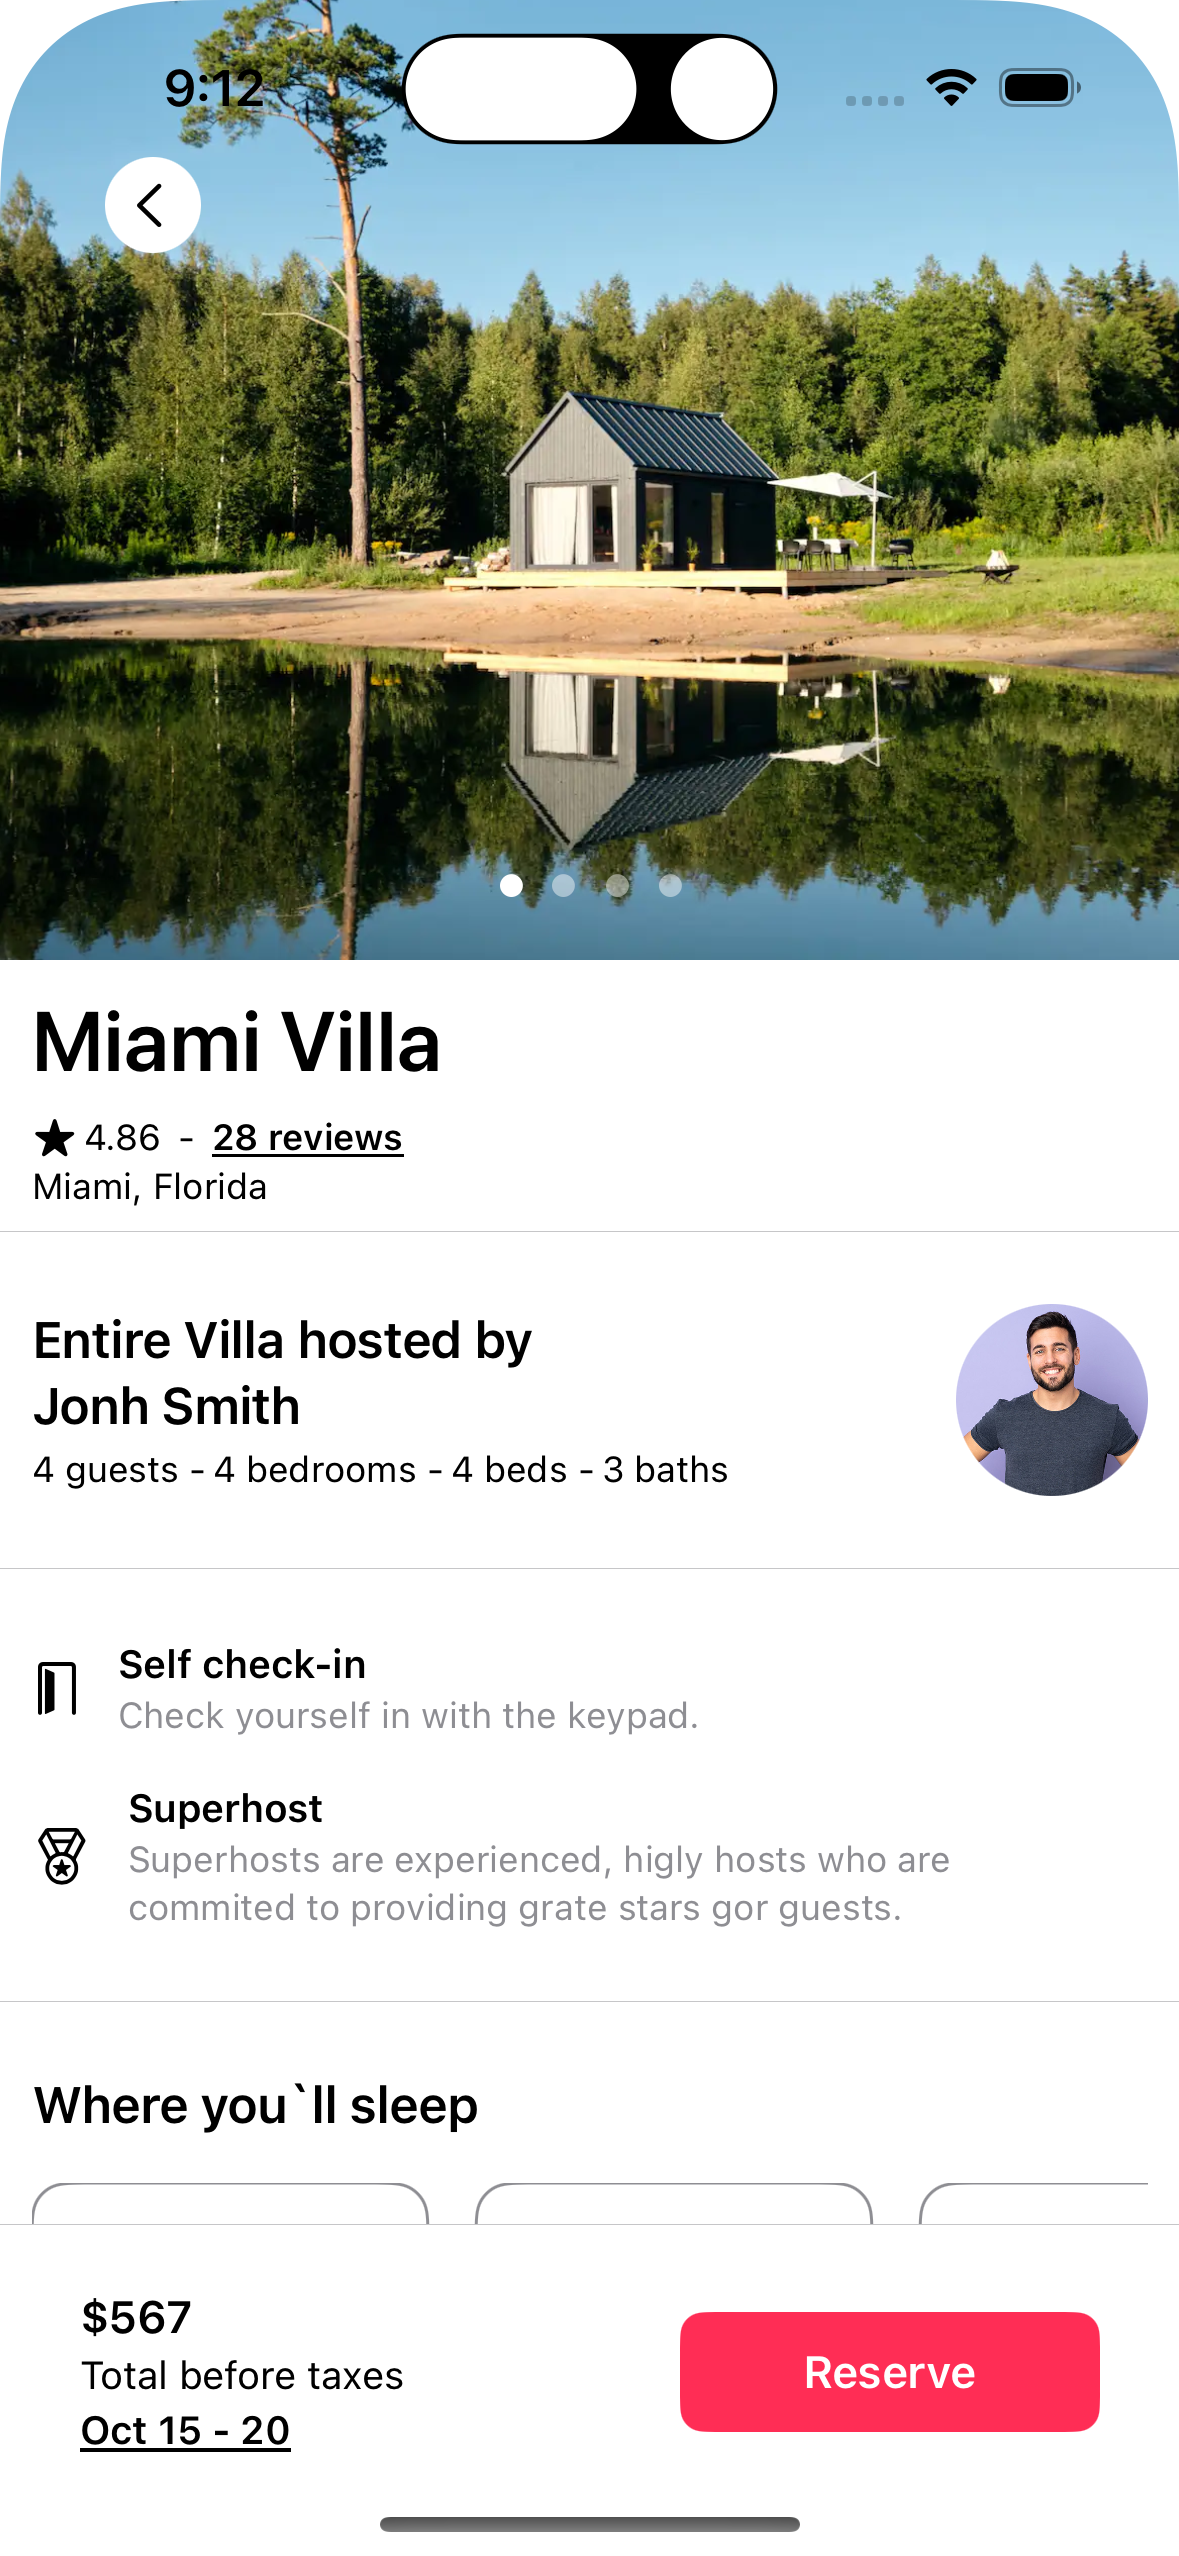 9:12
Miami Villa
4.86 - 28 reviews
Miami, Florida
Entire Villa hosted by
Jonh Smith
4 guests - 4 bedrooms - 4 beds - 3 baths
Self check-in
Check yourself in with the keypad.
Superhost
Superhosts are experienced, higly hosts who are
commited to providing grate stars gor guests.
Where you`ll sleep
$567
Total before taxes
Oct 15 - 20
Reserve